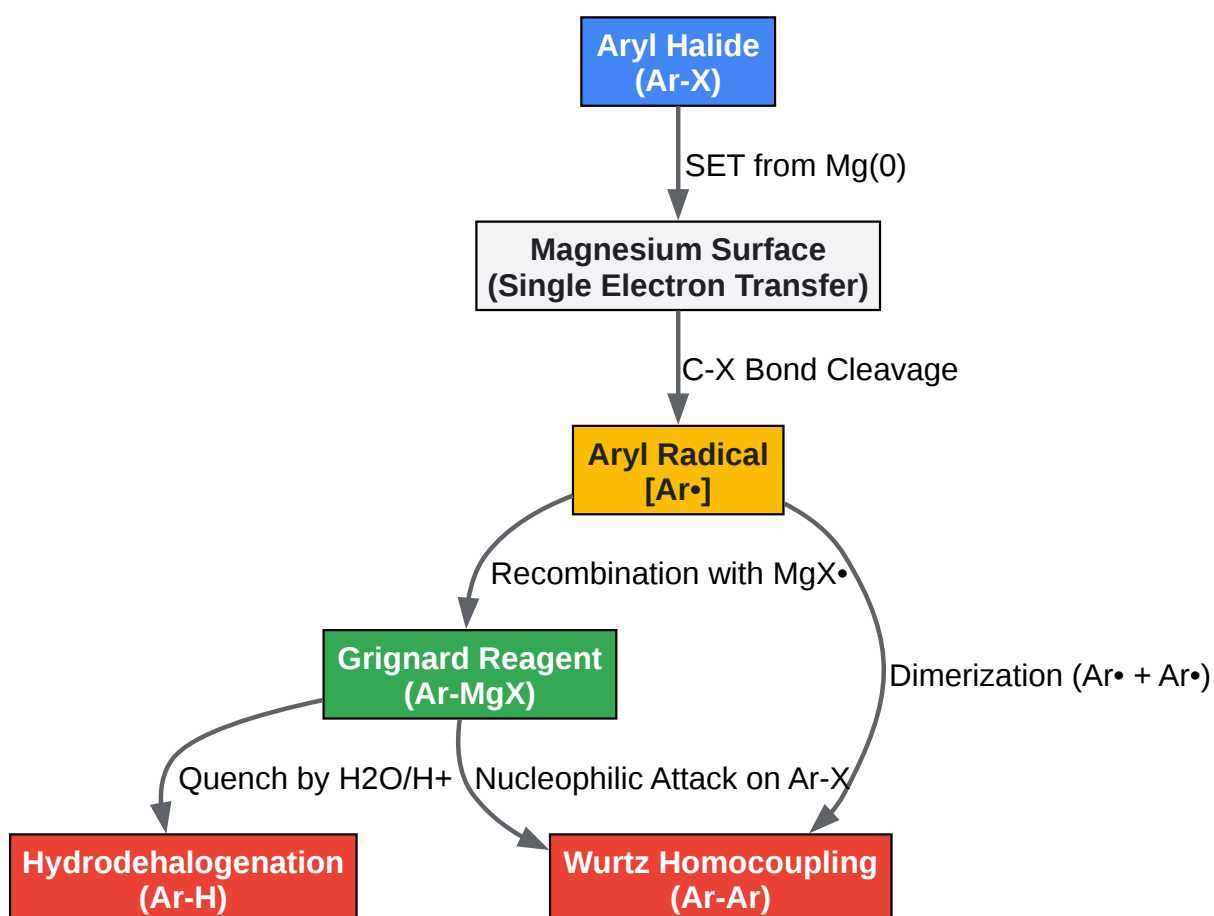 Aryl Halide
(Ar-X)
SET from Mg(0)
Magnesium Surface
(Single Electron Transfer)
C-X Bond Cleavage
Aryl Radical
[Ar•]
Recombination with MgX•
Grignard Reagent
(Ar-MgX)
Dimerization (Ar• + Ar•)
Quench by H2O/H+
Nucleophilic Attack on Ar-X
Hydrodehalogenation
(Ar-H)
Wurtz Homocoupling
(Ar-Ar)